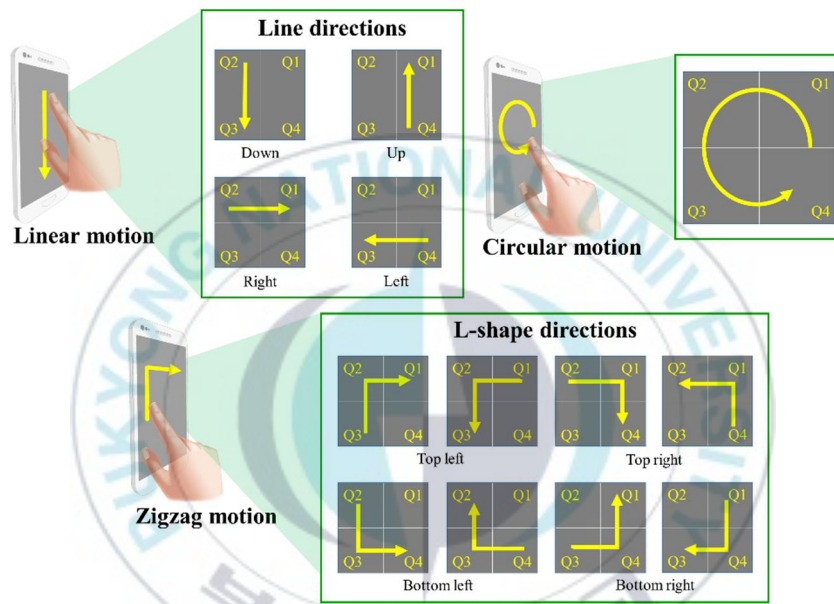 Line directions
Q2 Q1
Q3 Q4
Down
Q2 Q1
Q3 Q4
Up
Q2 Q1
Q3 Q4
Right
Q2 Q1
Q3 Q4
Left
Linear motion
Q2 Q1
Q3 Q4
Circular motion
L-shape directions
Q2 Q1
Q3 Q4
Q2 Q1
Q3 Q4
Top left
Q2 Q1
Q3 Q4
Q2 Q1
Q3 Q4
Top right
Q2 Q1
Q3 Q4
Q2 Q1
Q3 Q4
Bottom left
Q2 Q1
Q3 Q4
Q2 Q1
Q3 Q4
Bottom right
Zigzag motion
PUKYONG NATIONAL UNIVERSITY